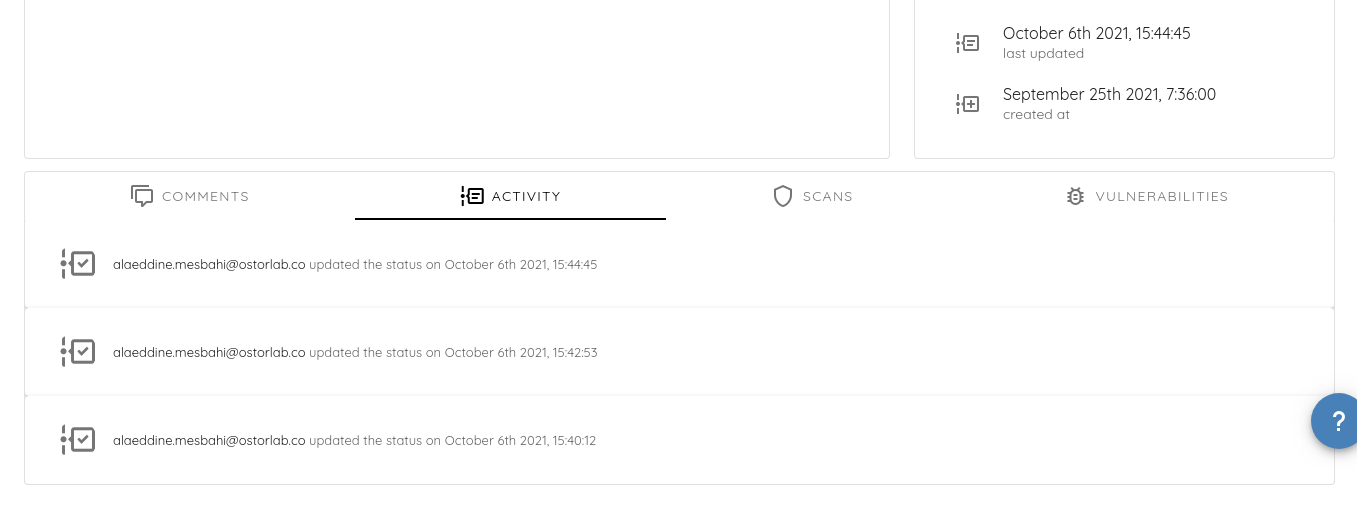 October 6th 2021, 15:44:45
last updated
September 25th 2021, 7:36:00
created at
COMMENTS
ACTIVITY
SCANS
VULNERABILITIES
alaeddine.mesbahi@ostorlab.co updated the status on October 6th 2021, 15:44:45
alaeddine.mesbahi@ostorlab.co updated the status on October 6th 2021, 15:42:53
alaeddine.mesbahi@ostorlab.co updated the status on October 6th 2021, 15:40:12
?